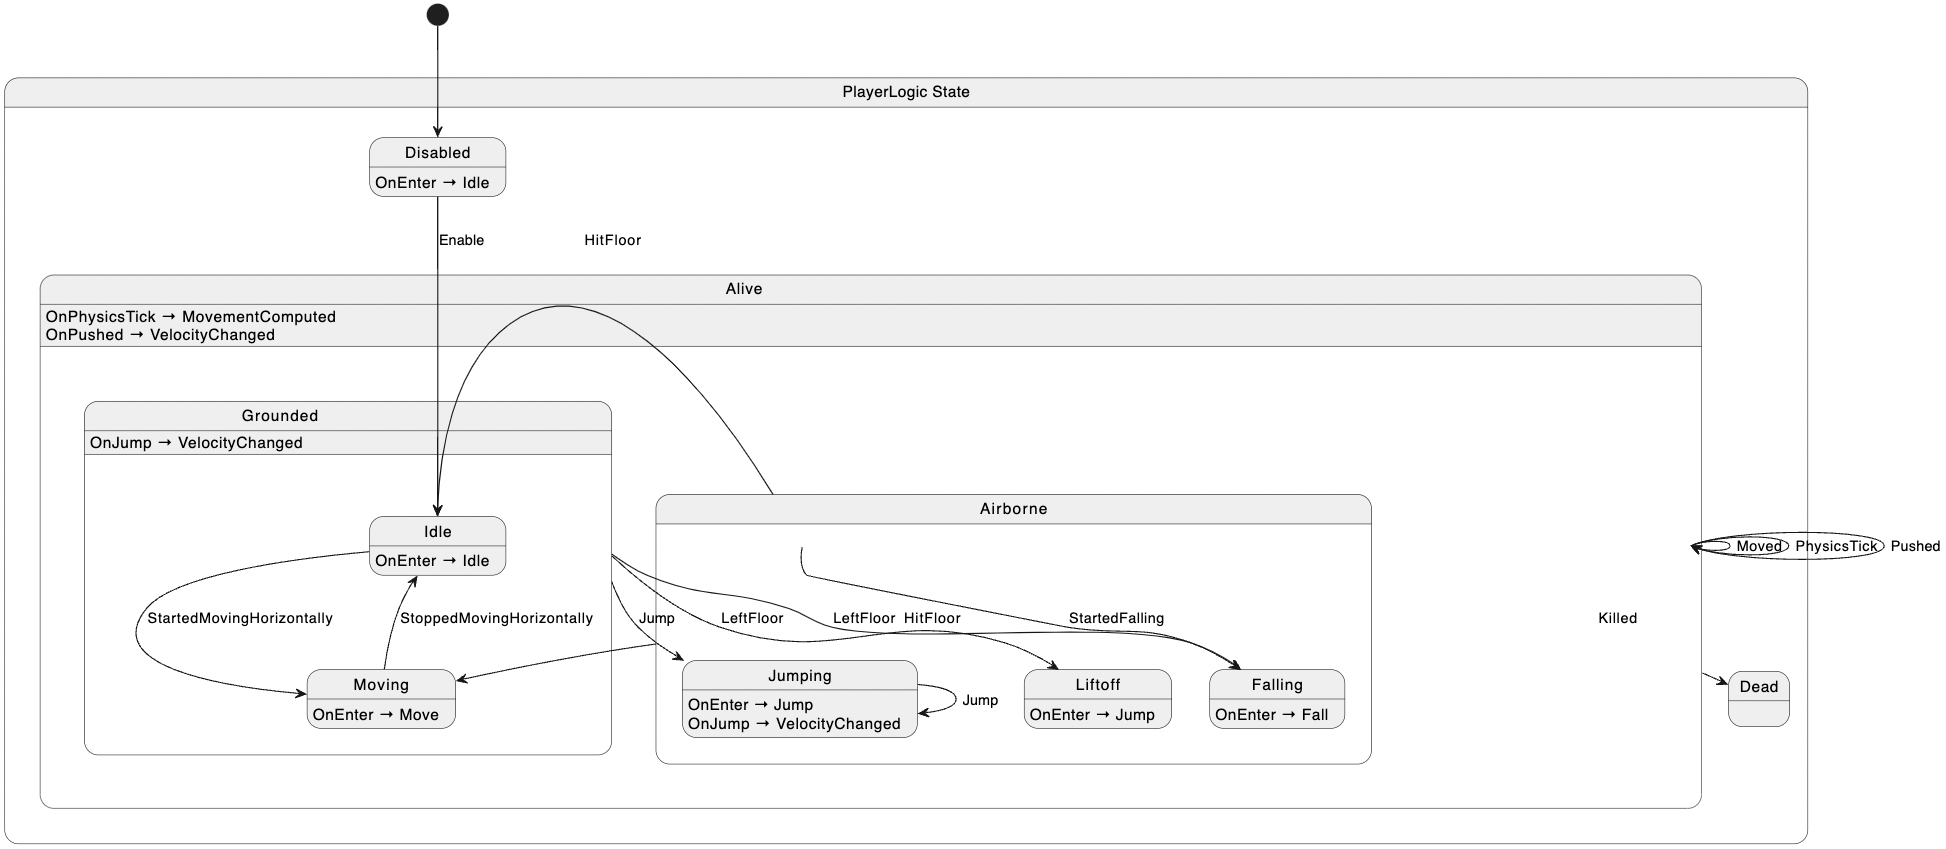 PlayerLogic State
Disabled
OnEnter → Idle
Enable
HitFloor
Alive
OnPhysicsTick → MovementComputed
OnPushed → VelocityChanged
Grounded
OnJump → VelocityChanged
Airborne
Idle
OnEnter → Idle
Moved
PhysicsTick
Pushed
StartedMovingHorizontally
StoppedMovingHorizontally
Jump
LeftFloor
LeftFloor
HitFloor
StartedFalling
Killed
Moving
OnEnter → Move
Jumping
OnEnter → Jump
OnJump → VelocityChanged
Jump
Liftoff
OnEnter → Jump
Falling
OnEnter → Fall
Dead